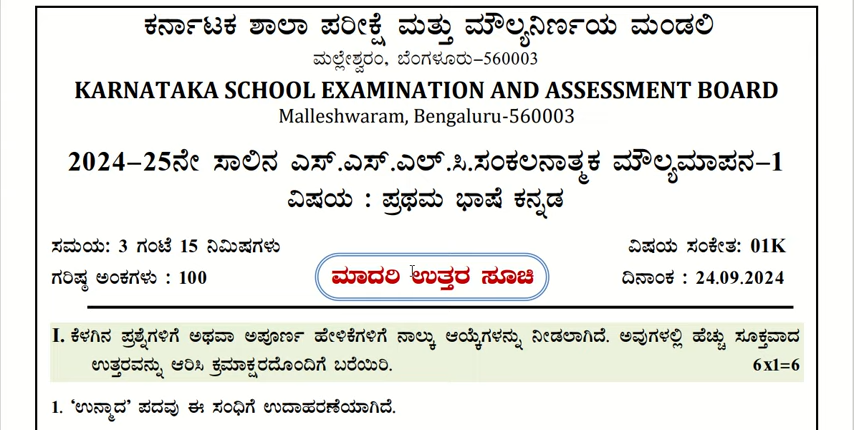 ಕರ್ನಾಟಕ ಶಾಲಾ ಪರೀಕ್ಷೆ ಮತ್ತು ಮೌಲ್ಯನಿರ್ಣಯ ಮಂಡಲಿ
ಮಲ್ಲೇಶ್ವರಂ, ಬೆಂಗಳೂರು–560003
KARNATAKA SCHOOL EXAMINATION AND ASSESSMENT BOARD
Malleshwaram, Bengaluru-560003
2024–25ನೇ ಸಾಲಿನ ಎಸ್.ಎಸ್.ಎಲ್.ಸಿ.ಸಂಕಲನಾತ್ಮಕ ಮೌಲ್ಯಮಾಪನ–1
ವಿಷಯ : ಪ್ರಥಮ ಭಾಷೆ ಕನ್ನಡ
ಸಮಯ: 3 ಗಂಟೆ 15 ನಿಮಿಷಗಳು ವಿಷಯ ಸಂಕೇತ: 01K
ಗರಿಷ್ಠ ಅಂಕಗಳು : 100 ಮಾದರಿ ಉತ್ತರ ಸೂಚಿ ದಿನಾಂಕ : 24.09.2024
I. ಕೆಳಗಿನ ಪ್ರಶ್ನೆಗಳಿಗೆ ಅಥವಾ ಅಪೂರ್ಣ ಹೇಳಿಕೆಗಳಿಗೆ ನಾಲ್ಕು ಆಯ್ಕೆಗಳನ್ನು ನೀಡಲಾಗಿದೆ. ಅವುಗಳಲ್ಲಿ ಹೆಚ್ಚು ಸೂಕ್ತವಾದ
ಉತ್ತರವನ್ನು ಆರಿಸಿ ಕ್ರಮಾಕ್ಷರದೊಂದಿಗೆ ಬರೆಯಿರಿ. 6x1=6
1. ‘ಉನ್ಮಾದ’ ಪದವು ಈ ಸಂಧಿಗೆ ಉದಾಹರಣೆಯಾಗಿದೆ.